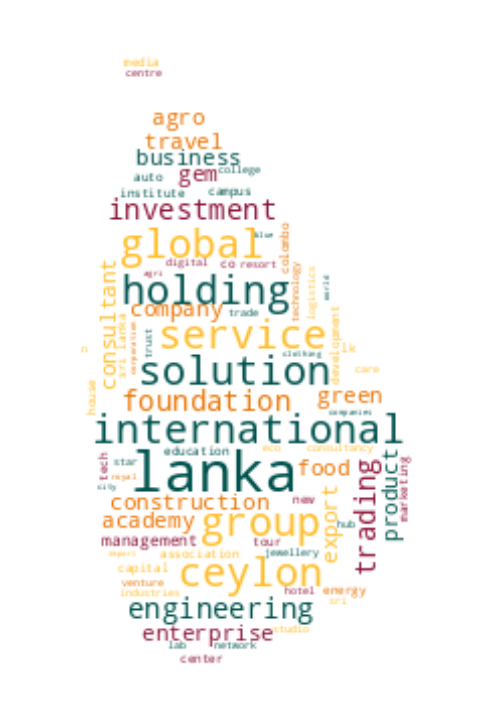 media
centre
agro
travel
business
gem college
auto
institute campus
investment
global blue
colombo
digital co resort
agri
consultant
holding
technology
logistics
world
company trade
sri lanka
corporation
service
trust
development
lk
n
solution clothing
care
house
foundation green
companies
international
education eco consultancy
tech
star
lanka food
royal
city
trading
product
marketing
construction new
export
academy group hub
management tour
import association jewellery
capital ceylon
venture hotel energy
industries sri
engineering
enterprise studio
lab network
center